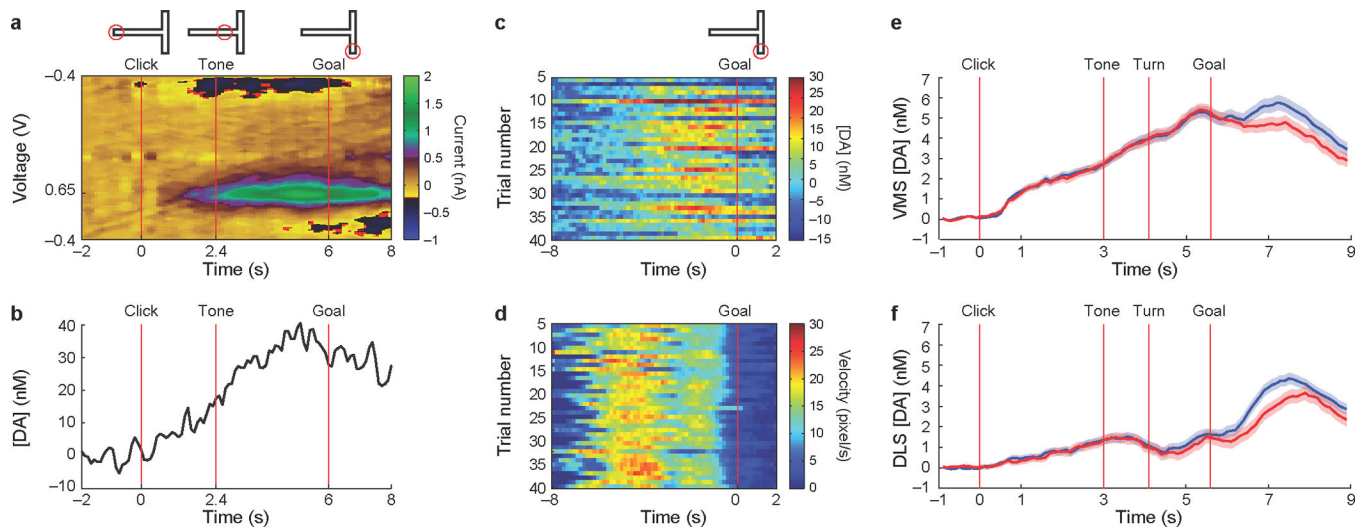 a
Click
Tone
Goal
–0.4
0.65
–0.4
Voltage (V)
–2
0
2.4
6
8
Time (s)
2
1.5
1
0.5
0
–0.5
–1
Current (nA)
b
Click
Tone
Goal
40
30
20
10
0
–10
[DA] (nM)
–2
0
2.4
6
8
Time (s)
c
Goal
5
10
15
20
25
30
35
40
Trial number
–8
0
2
Time (s)
30
25
20
15
10
5
0
–5
–10
–15
[DA] (nM)
d
Goal
5
10
15
20
25
30
35
40
Trial number
–8
0
2
Time (s)
30
25
20
15
10
5
0
Velocity (pixel/s)
e
Click
Tone
Turn
Goal
7
6
5
4
3
2
1
0
–1
VMS [DA] (nM)
–1
0
1
3
5
7
9
Time (s)
f
Click
Tone
Turn
Goal
7
6
5
4
3
2
1
0
–1
DLS [DA] (nM)
–1
0
1
3
5
7
9
Time (s)